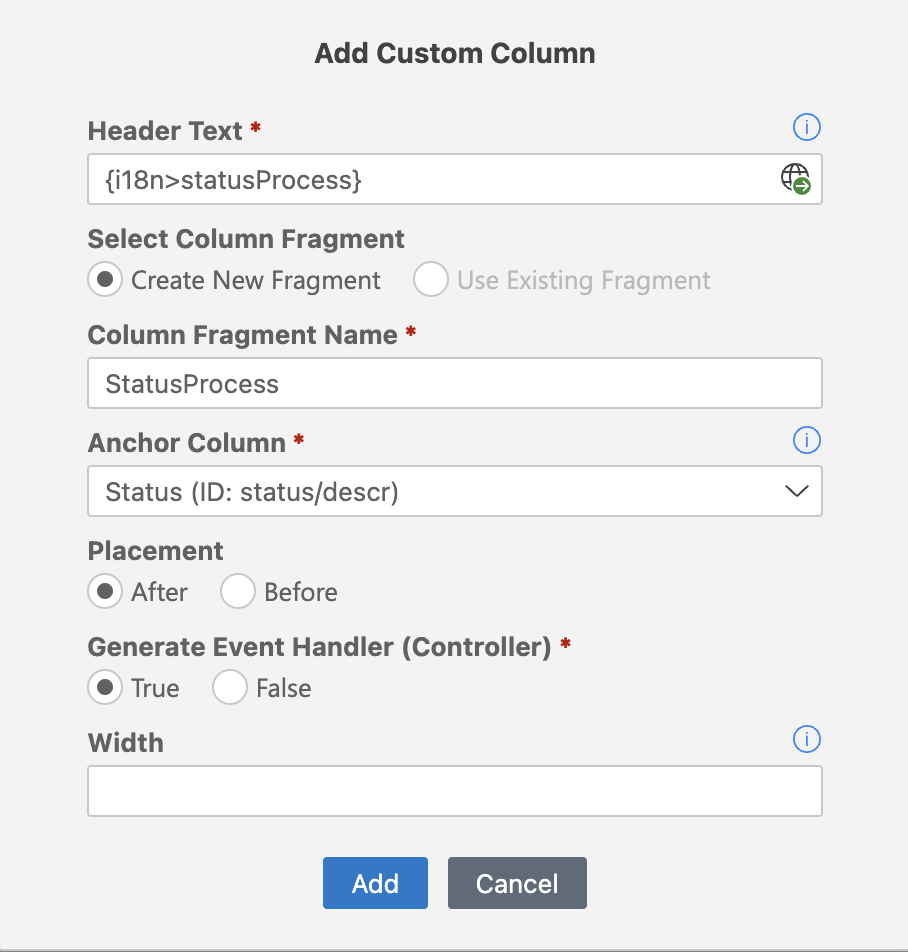 Add Custom Column
Header Text *
{i18n>statusProcess}
Select Column Fragment
Create New Fragment Use Existing Fragment
Column Fragment Name *
StatusProcess
Anchor Column *
Status (ID: status/descr)
Placement
After Before
Generate Event Handler (Controller) *
True False
Width
Add Cancel